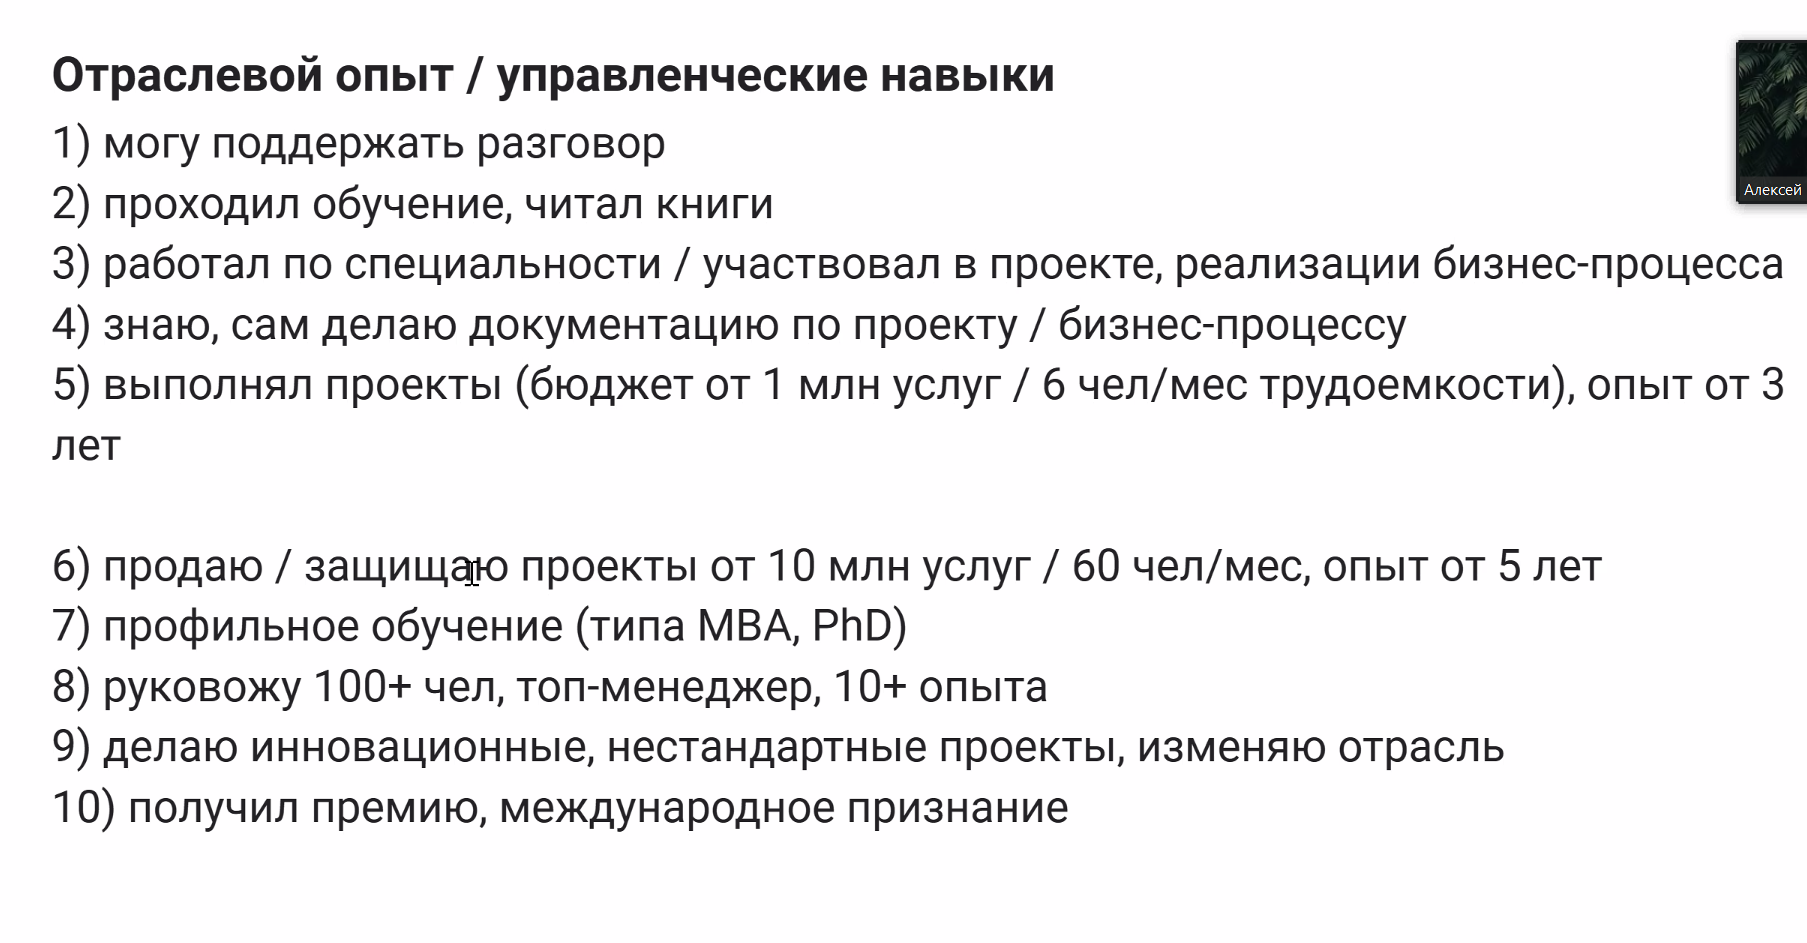 Отраслевой опыт / управленческие навыки
1) могу поддержать разговор
2) проходил обучение, читал книги
3) работал по специальности / участвовал в проекте, реализации бизнес-процесса
4) знаю, сам делаю документацию по проекту / бизнес-процессу
5) выполнял проекты (бюджет от 1 млн услуг / 6 чел/мес трудоемкости), опыт от 3
лет
6) продаю / защищаю проекты от 10 млн услуг / 60 чел/мес, опыт от 5 лет
7) профильное обучение (типа MBA, PhD)
8) руковожу 100+ чел, топ-менеджер, 10+ опыта
9) делаю инновационные, нестандартные проекты, изменяю отрасль
10) получил премию, международное признание
Алексей